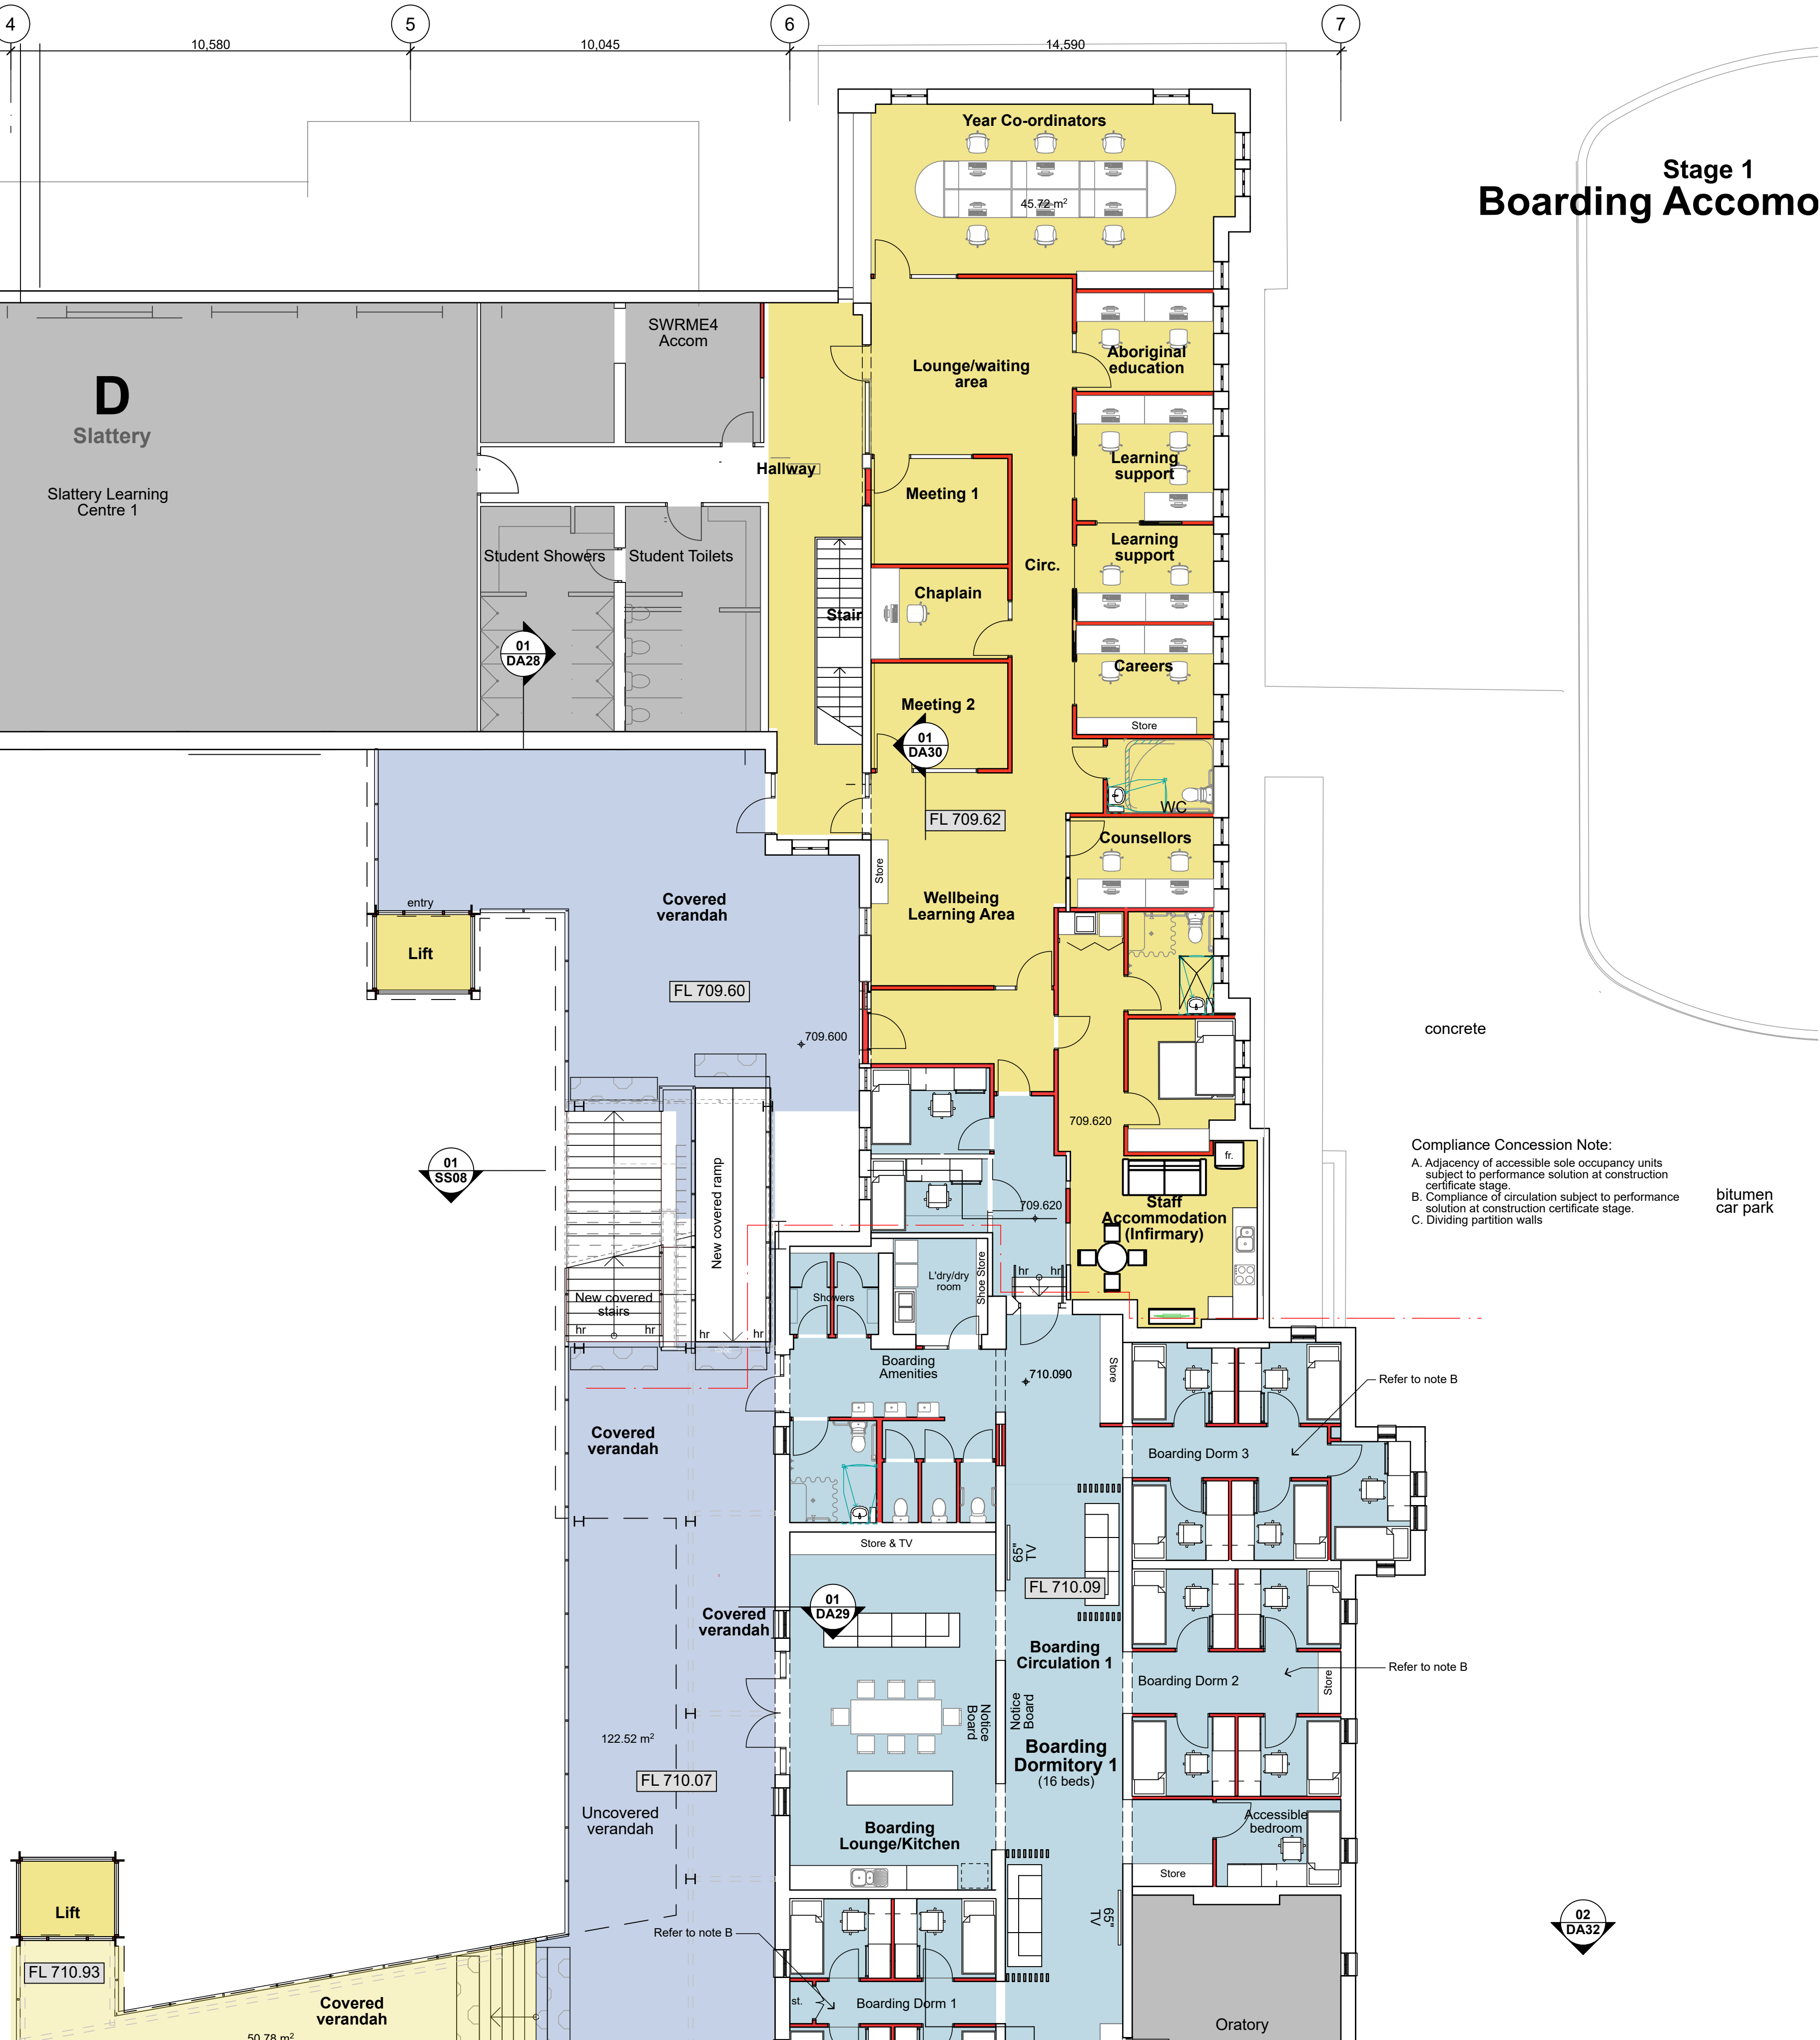 4
5
6
7
10,580
10,045
14,590
Stage 1
Boarding Accomo
Year Co-ordinators
45.72 m²
SWRME4
Accom
D
Slattery
Slattery Learning
Centre 1
Hallway
Lounge/waiting
area
Aboriginal
education
Learning
support
Meeting 1
Student Showers
Student Toilets
Learning
support
Circ.
Chaplain
Stair
01
DA28
Careers
Meeting 2
Store
01
DA30
WC
FL 709.62
Counsellors
Store
Covered
verandah
Wellbeing
Learning Area
entry
Lift
FL 709.60
709.600
concrete
709.620
Compliance Concession Note:
A. Adjacency of accessible sole occupancy units
subject to performance solution at construction
certificate stage.
B. Compliance of circulation subject to performance
solution at construction certificate stage.
C. Dividing partition walls
bitumen
car park
fr.
01
SS08
New covered ramp
709.620
Staff
Accommodation
(Infirmary)
L'dry/dry
room
Shoe Store
hr
hr
Showers
New covered
stairs
hr
hr
hr
hr
Boarding
Amenities
710.090
Store
Refer to note B
Covered
verandah
Boarding Dorm 3
Store & TV
65"
TV
FL 710.09
01
DA29
Covered
verandah
Boarding
Circulation 1
Refer to note B
Boarding Dorm 2
Store
Notice
Board
Notice
Board
122.52 m²
Boarding
Dormitory 1
(16 beds)
FL 710.07
Uncovered
verandah
Boarding
Lounge/Kitchen
Accessible
bedroom
Store
Lift
65"
TV
02
DA32
Refer to note B
FL 710.93
Covered
verandah
st.
Boarding Dorm 1
Oratory
50.78 m²